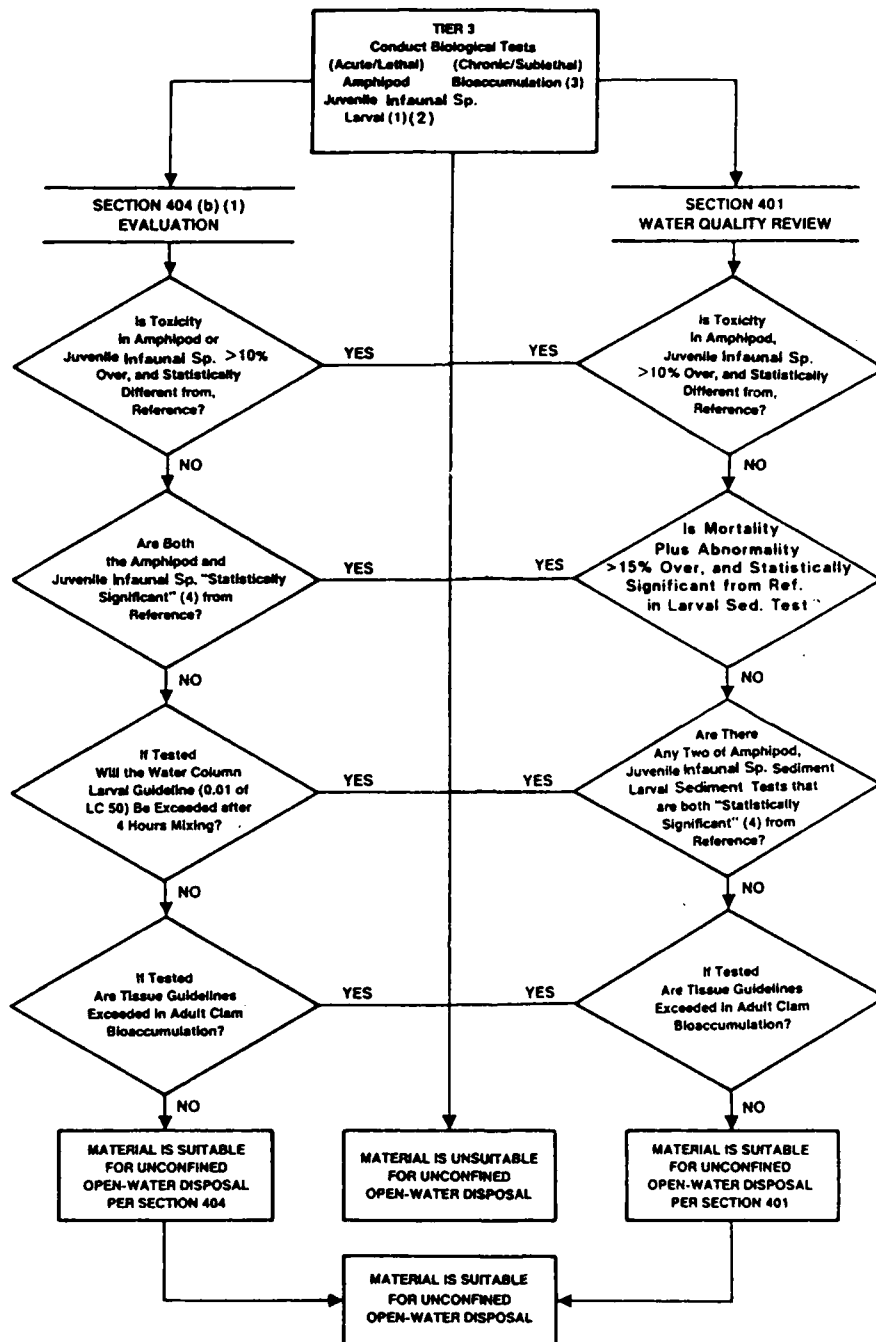 TIER 3
Conduct Biological Tests
(Acute/Lethal) (Chronic/Sublethal)
Amphipod Bioaccumulation (3)
Juvenile Infaunal Sp.
Larval (1) (2)
SECTION 404 (b) (1)
EVALUATION
SECTION 401
WATER QUALITY REVIEW
Is Toxicity
in Amphipod or
Juvenile Infaunal Sp. >10%
Over, and Statistically
Different from,
Reference?
YES
YES
Is Toxicity
in Amphipod,
Juvenile Infaunal Sp.
>10% Over, and Statistically
Different from,
Reference?
NO
NO
Are Both
the Amphipod and
Juvenile Infaunal Sp. "Statistically
Significant" (4) from
Reference?
YES
YES
Is Mortality
Plus Abnormality
>15% Over, and Statistically
Significant from Ref.
in Larval Sed. Test"
NO
NO
If Tested
Will the Water Column
Larval Guideline (0.01 of
LC 50) Be Exceeded after
4 Hours Mixing?
YES
YES
Are There
Any Two of Amphipod,
Juvenile Infaunal Sp. Sediment
Larval Sediment Tests that
are both "Statistically
Significant" (4) from
Reference?
NO
NO
If Tested
Are Tissue Guidelines
Exceeded in Adult Clam
Bioaccumulation?
YES
YES
If Tested
Are Tissue Guidelines
Exceeded in Adult Clam
Bioaccumulation?
NO
NO
MATERIAL IS SUITABLE
FOR UNCONFINED
OPEN-WATER DISPOSAL
PER SECTION 404
MATERIAL IS UNSUITABLE
FOR UNCONFINED
OPEN-WATER DISPOSAL
MATERIAL IS SUITABLE
FOR UNCONFINED
OPEN-WATER DISPOSAL
PER SECTION 401
MATERIAL IS SUITABLE
FOR UNCONFINED
OPEN-WATER DISPOSAL